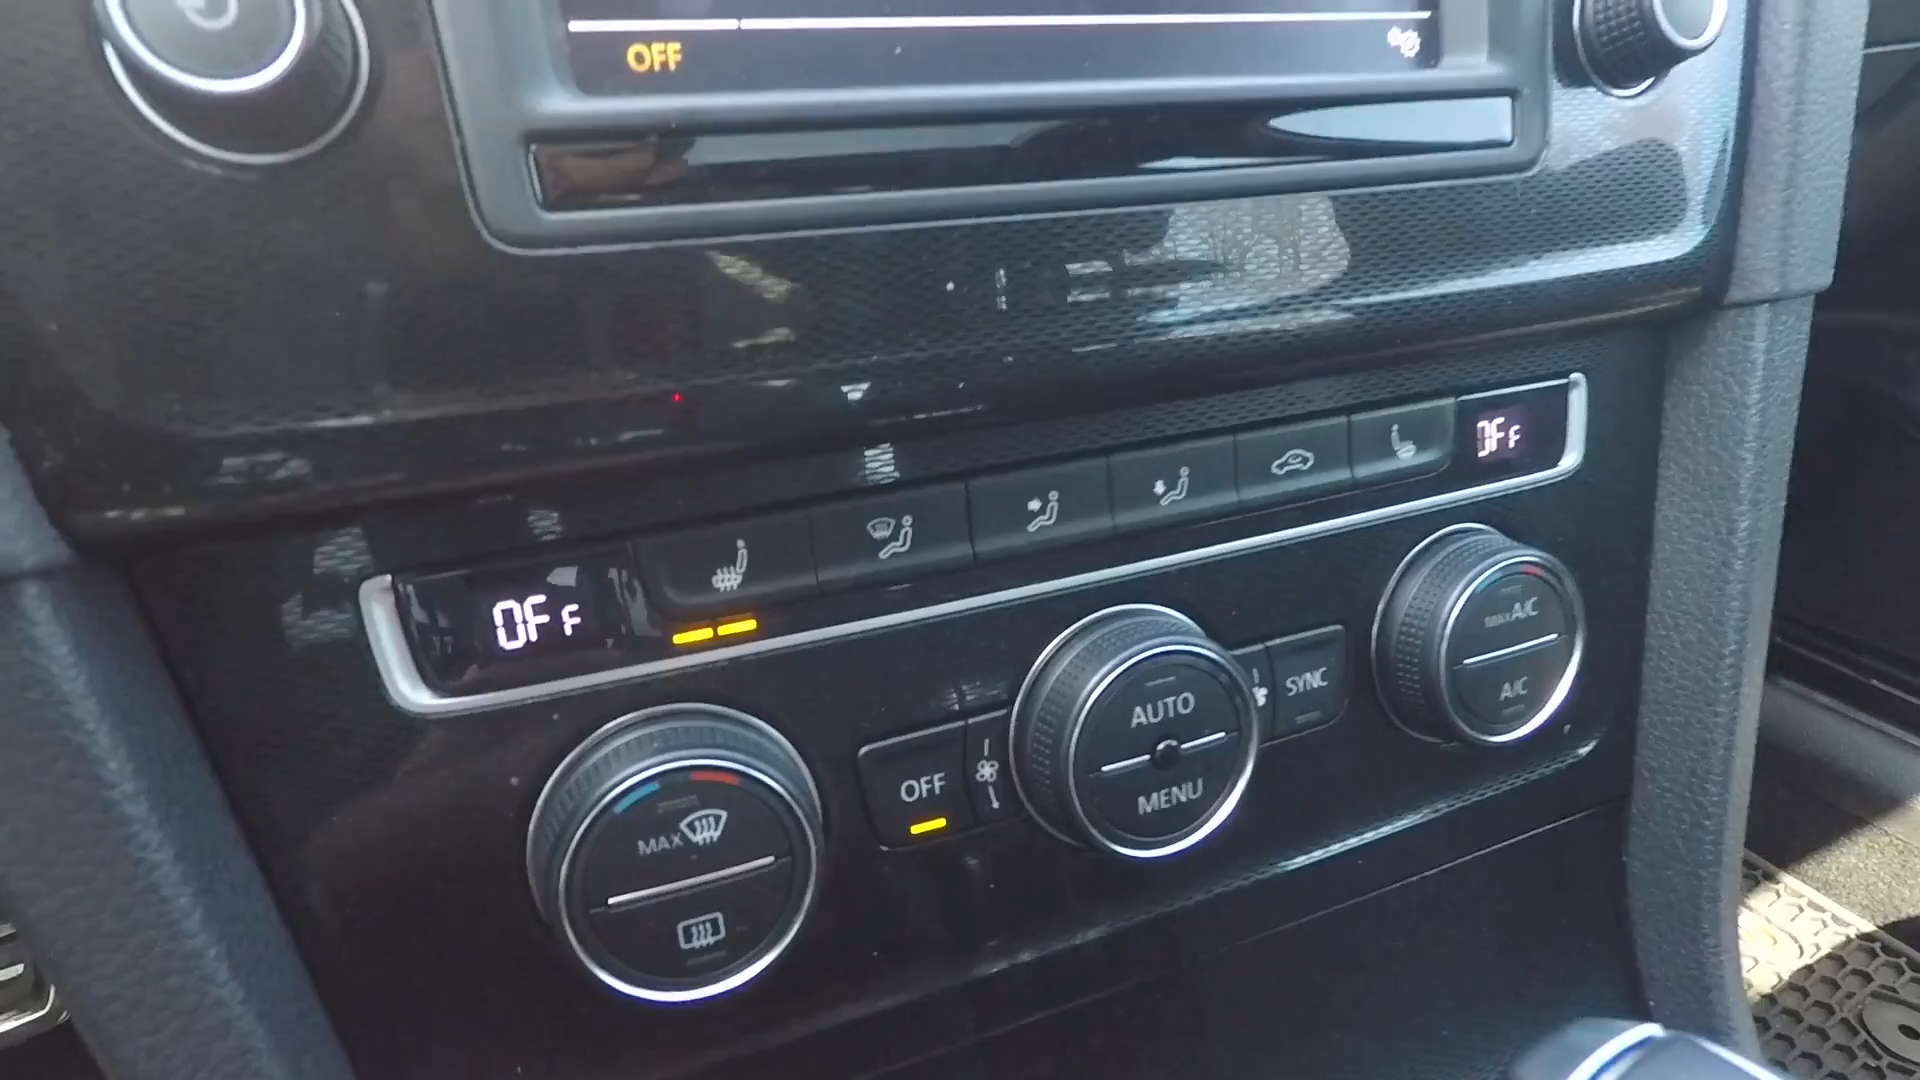 OFF
OFF
OFF
MAX A/C
A/C
SYNC
AUTO
MENU
OFF
MAX